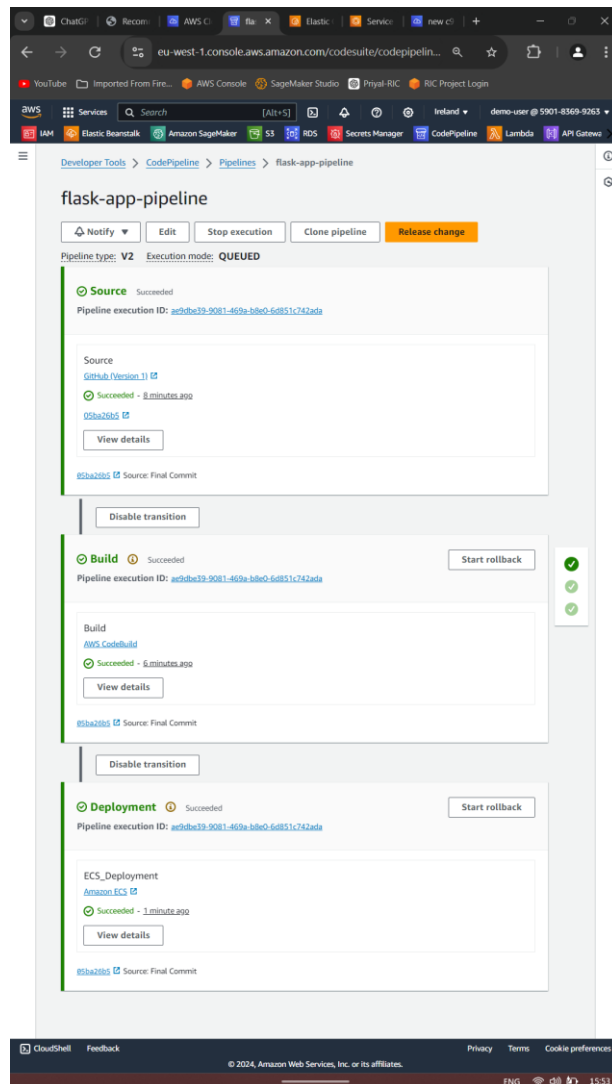 ChatGP Recom AWS C flas Elastic Service new c9
eu-west-1.console.aws.amazon.com/codesuite/codepipelin...
YouTube Imported From Fire... AWS Console SageMaker Studio Priyal-RIC RIC Project Login
aws Services Search [Alt+S] Ireland demo-user @ 5901-8369-9263
IAM Elastic Beanstalk Amazon SageMaker S3 RDS Secrets Manager CodePipeline Lambda API Gatewa
Developer Tools > CodePipeline > Pipelines > flask-app-pipeline
flask-app-pipeline
Notify Edit Stop execution Clone pipeline Release change
Pipeline type: V2 Execution mode: QUEUED
Source Succeeded
Pipeline execution ID: ae9dbe39-9081-469a-b8e0-6d851c742ada
Source
GitHub (Version 1)
Succeeded - 8 minutes ago
05ba26b5
View details
05ba26b5 Source: Final Commit
Disable transition
Build Succeeded Start rollback
Pipeline execution ID: ae9dbe39-9081-469a-b8e0-6d851c742ada
Build
AWS CodeBuild
Succeeded - 6 minutes ago
View details
05ba26b5 Source: Final Commit
Disable transition
Deployment Succeeded Start rollback
Pipeline execution ID: ae9dbe39-9081-469a-b8e0-6d851c742ada
ECS_Deployment
Amazon ECS
Succeeded - 1 minute ago
View details
05ba26b5 Source: Final Commit
CloudShell Feedback Privacy Terms Cookie preferences
© 2024, Amazon Web Services, Inc. or its affiliates.
ENG 15:53